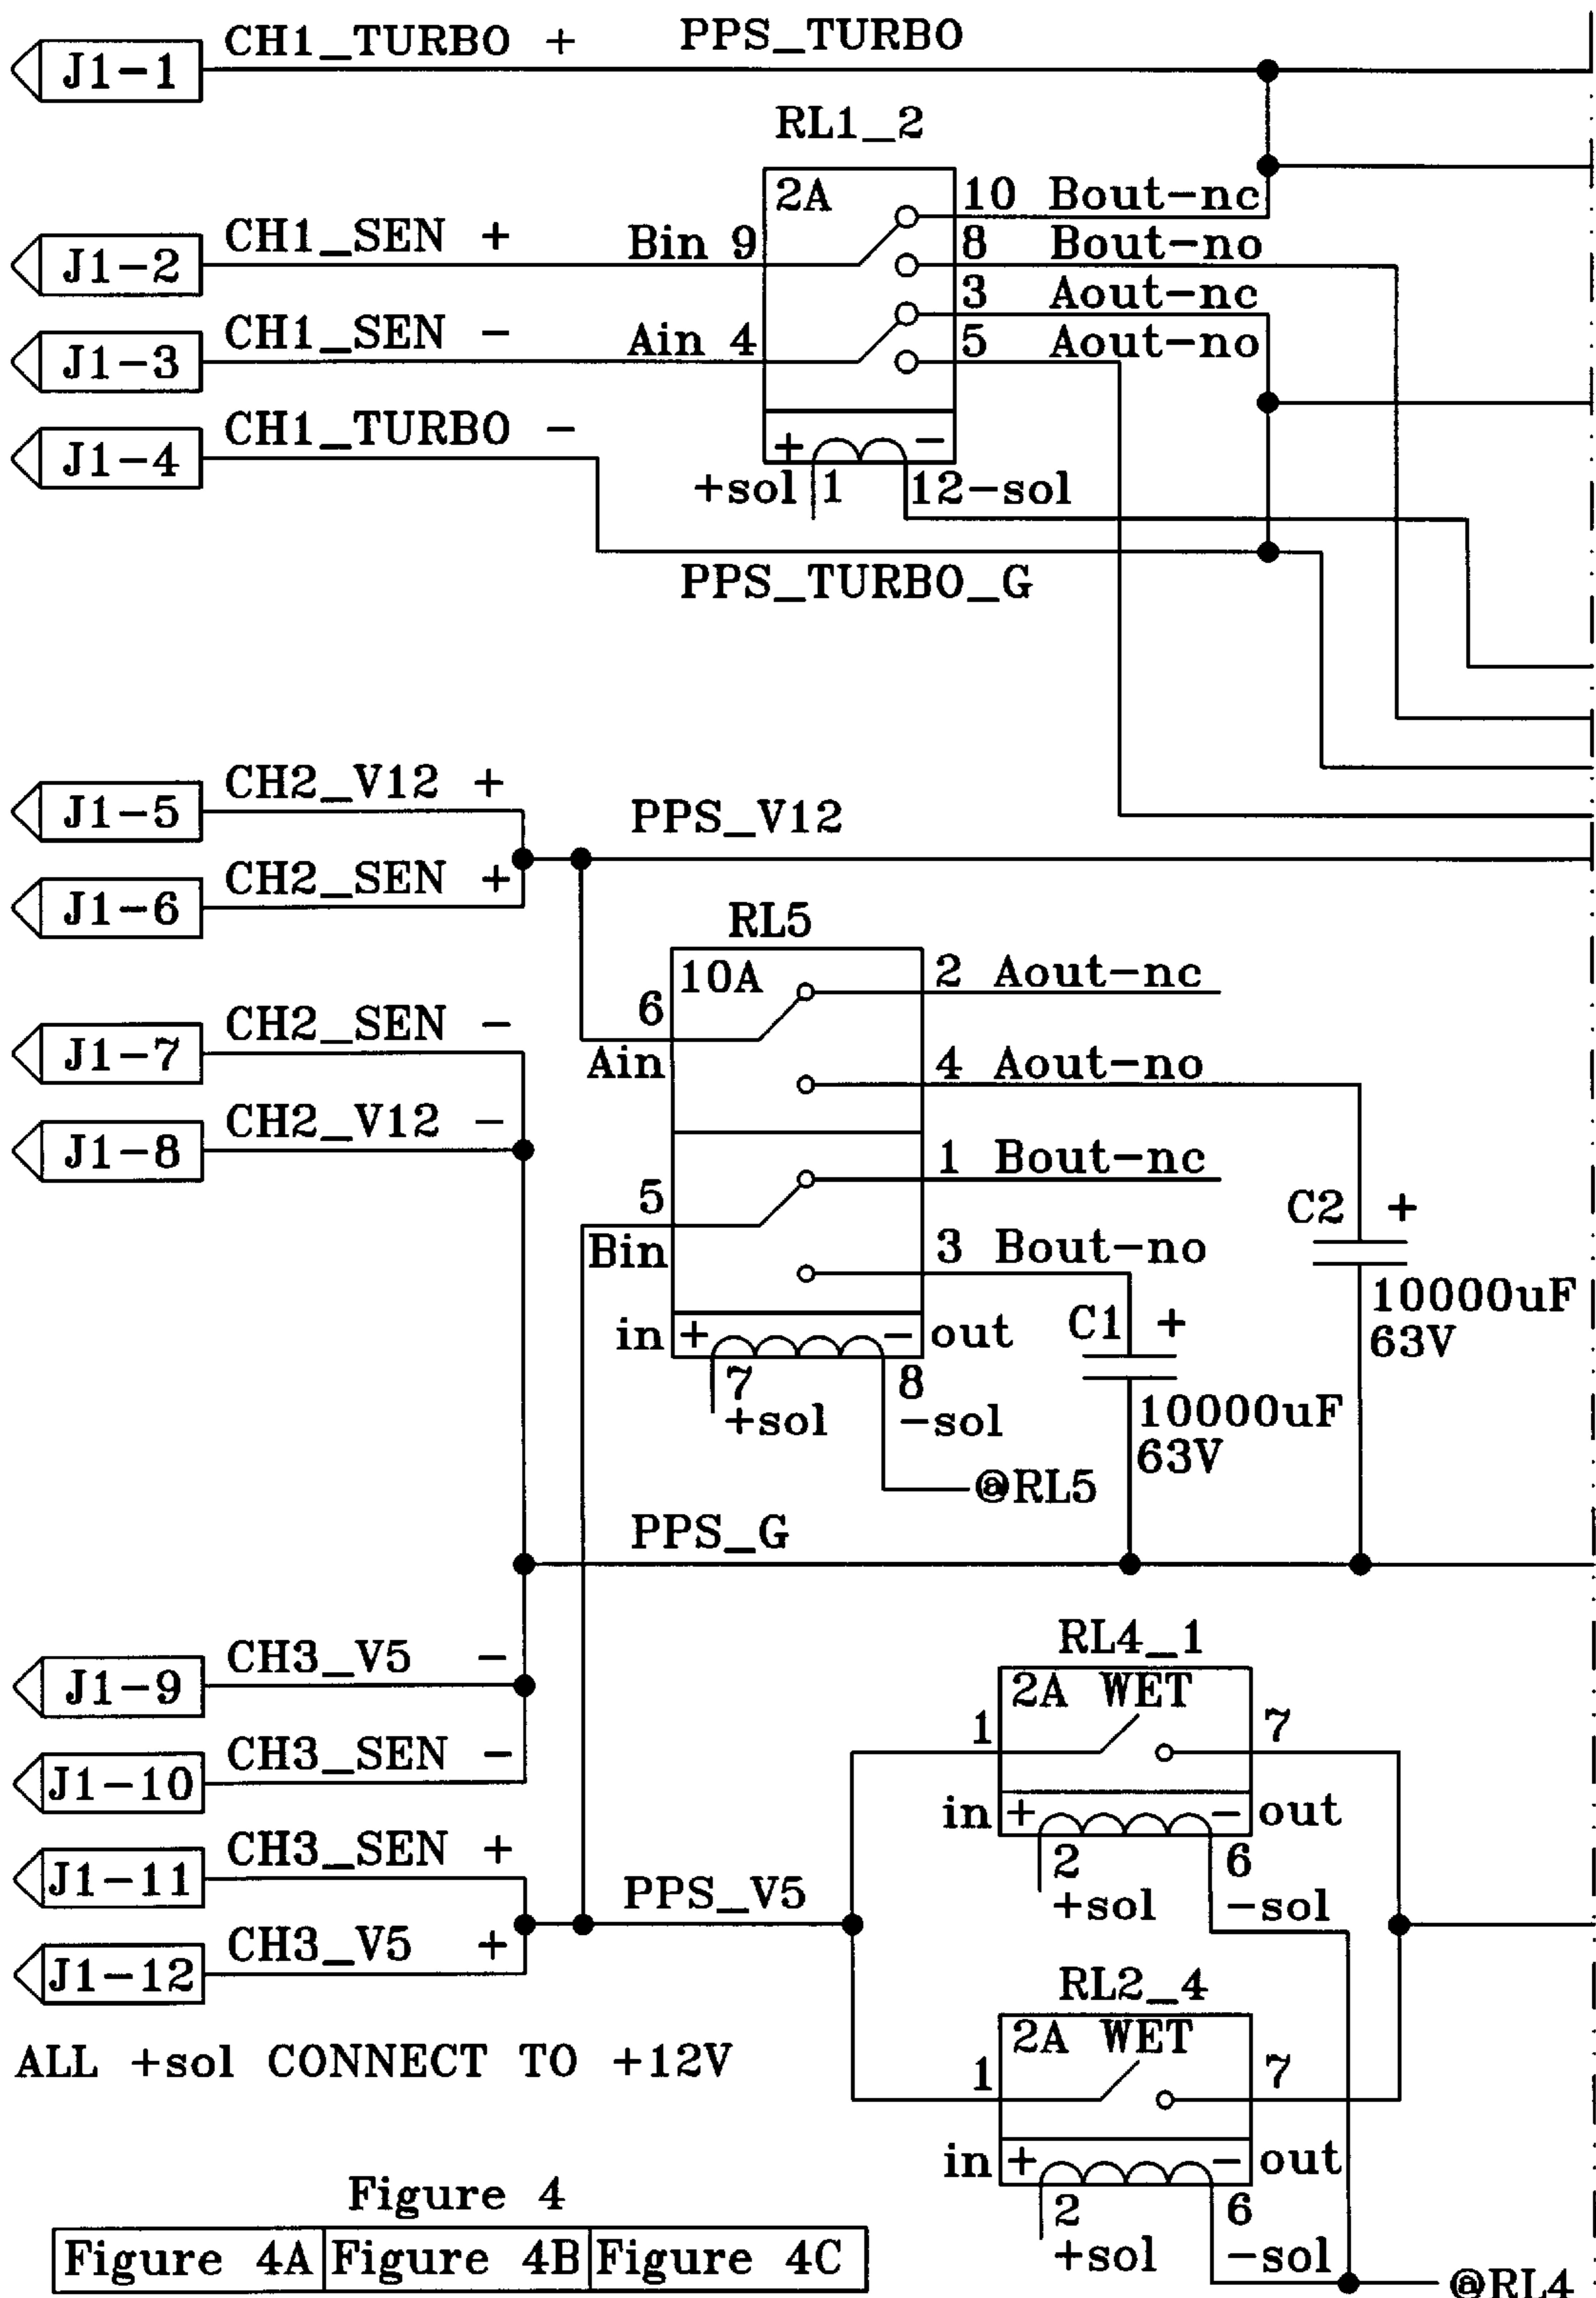 CH1_TURBO + PPS_TURBO
J1-1
RL1_2
2A
10 Bout-nc
CH1_SEN + Bin 9
8 Bout-no
J1-2
3 Aout-nc
CH1_SEN - Ain 4
5 Aout-no
J1-3
CH1_TURBO -
+ -
J1-4
+sol 1 12-sol
PPS_TURBO_G
CH2_V12 +
J1-5
PPS_V12
CH2_SEN +
J1-6
RL5
10A
2 Aout-nc
6
Ain
CH2_SEN -
J1-7
4 Aout-no
CH2_V12 -
J1-8
1 Bout-nc
5
Bin
3 Bout-no
C2 +
10000uF
63V
in + - out
7 8
+sol -sol
C1 +
10000uF
63V
@RL5
PPS_G
CH3_V5 -
J1-9
RL4_1
2A WET
1 7
CH3_SEN -
J1-10
in + - out
2 6
+sol -sol
CH3_SEN +
J1-11
PPS_V5
CH3_V5 +
J1-12
RL2_4
2A WET
1 7
ALL +sol CONNECT TO +12V
in + - out
2 6
+sol -sol
@RL4
Figure 4
Figure 4A Figure 4B Figure 4C